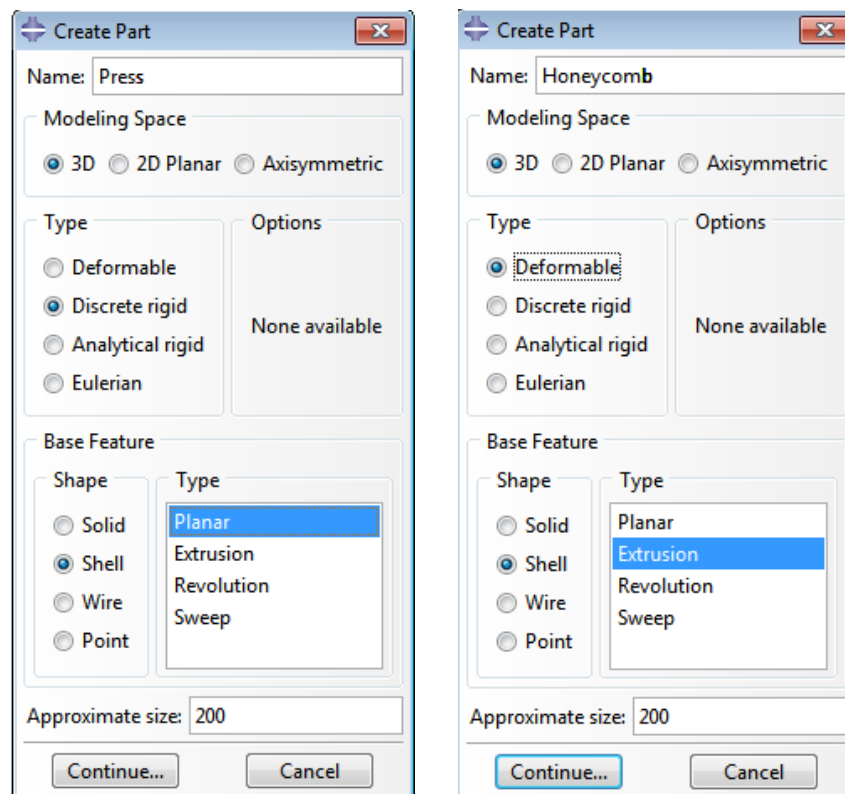 Create Part
Name: Press
Modeling Space
3D 2D Planar Axisymmetric
Type
Deformable
Discrete rigid
Analytical rigid
Eulerian
Options
None available
Base Feature
Shape
Solid
Shell
Wire
Point
Type
Planar
Extrusion
Revolution
Sweep
Approximate size: 200
Continue... Cancel
Create Part
Name: Honeycomb
Modeling Space
3D 2D Planar Axisymmetric
Type
Deformable
Discrete rigid
Analytical rigid
Eulerian
Options
None available
Base Feature
Shape
Solid
Shell
Wire
Point
Type
Planar
Extrusion
Revolution
Sweep
Approximate size: 200
Continue... Cancel